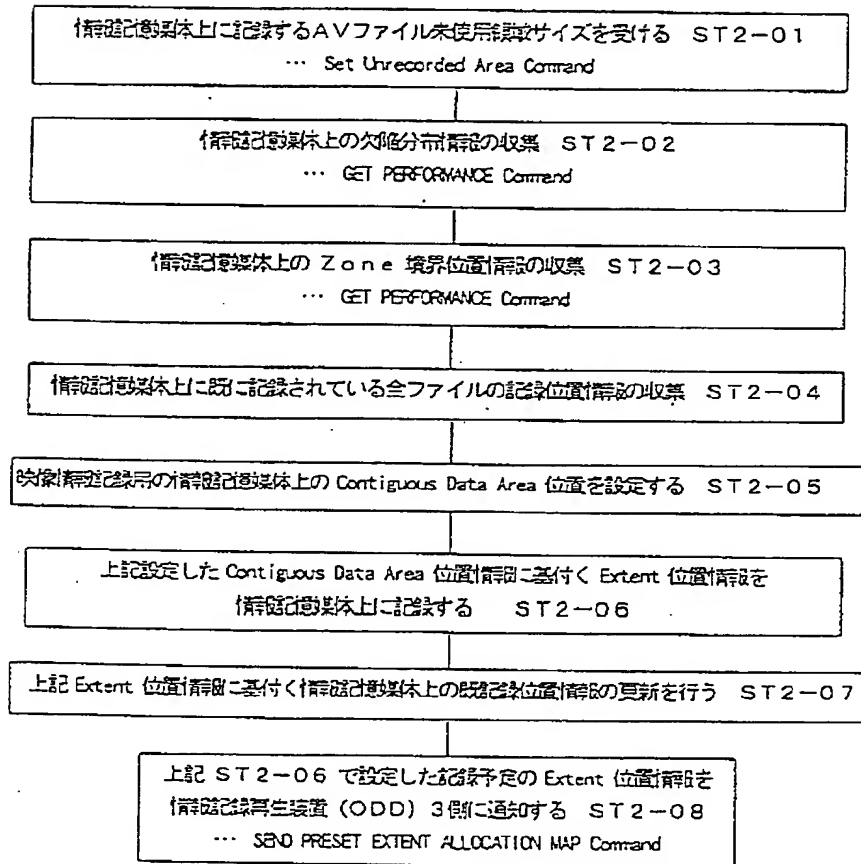 情報記憶媒体上に記録するAVファイル未使用領域サイズを受ける ST2-01
… Set Unrecorded Area Command
情報記憶媒体上の欠陥分布情報の収集 ST2-02
… GET PERFORMANCE Command
情報記憶媒体上の Zone 境界位置情報の収集 ST2-03
… GET PERFORMANCE Command
情報記憶媒体上に既に記録されている全ファイルの記録位置情報の収集 ST2-04
映像情報記録用の情報記憶媒体上の Contiguous Data Area 位置を設定する ST2-05
上記設定した Contiguous Data Area 位置情報に基付く Extent 位置情報を
情報記憶媒体上に記録する ST2-06
上記 Extent 位置情報に基付く情報記憶媒体上の既記録位置情報の更新を行う ST2-07
上記 ST2-06 で設定した記録予定の Extent 位置情報を
情報記録再生装置(ODD)3側に通知する ST2-08
… SEND PRESET EXTENT ALLOCATION MAP Command